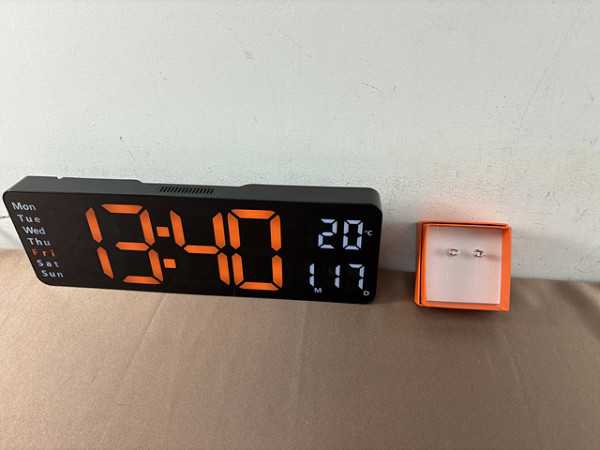 Mon
Tue
Wed
Thu
Fri
Sat
Sun
13:40
20°C
1 17
M D